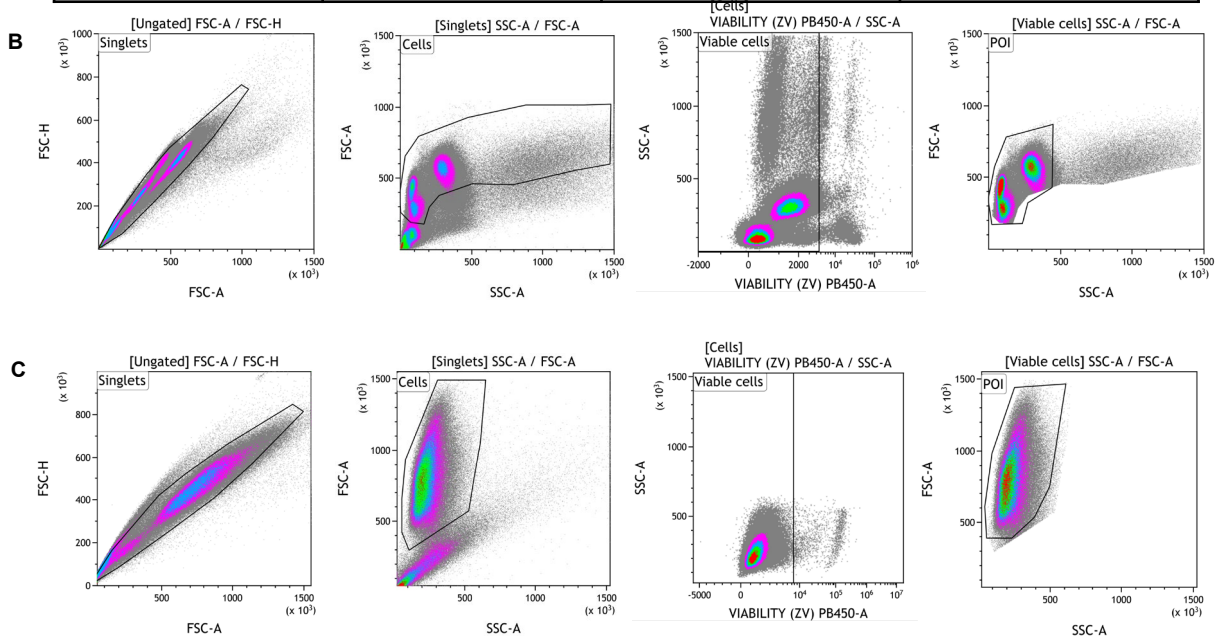 B
[Ungated] FSC-A / FSC-H
(x 10³)
1000
800
600
400
200
FSC-H
Singlets
500
1000
1500
(x 10³)
FSC-A
[Singlets] SSC-A / FSC-A
(x 10³)
1500
1000
500
FSC-A
Cells
500
1000
1500
(x 10³)
SSC-A
[Cells]
VIABILITY (ZV) PB450-A / SSC-A
(x 10³)
1500
1000
500
SSC-A
Viable cells
-2000
0
2000
10⁴
10⁵
10⁶
VIABILITY (ZV) PB450-A
[Viable cells] SSC-A / FSC-A
(x 10³)
1500
1000
500
FSC-A
POI
500
1000
1500
(x 10³)
SSC-A
C
[Ungated] FSC-A / FSC-H
(x 10³)
800
600
400
200
0
FSC-H
Singlets
500
1000
1500
(x 10³)
FSC-A
[Singlets] SSC-A / FSC-A
(x 10³)
1500
1000
500
FSC-A
Cells
500
1000
1500
(x 10³)
SSC-A
[Cells]
VIABILITY (ZV) PB450-A / SSC-A
(x 10³)
1500
1000
500
SSC-A
Viable cells
-5000
0
10⁴
10⁵
10⁶
10⁷
VIABILITY (ZV) PB450-A
[Viable cells] SSC-A / FSC-A
(x 10³)
1500
1000
500
FSC-A
POI
500
1000
1500
(x 10³)
SSC-A